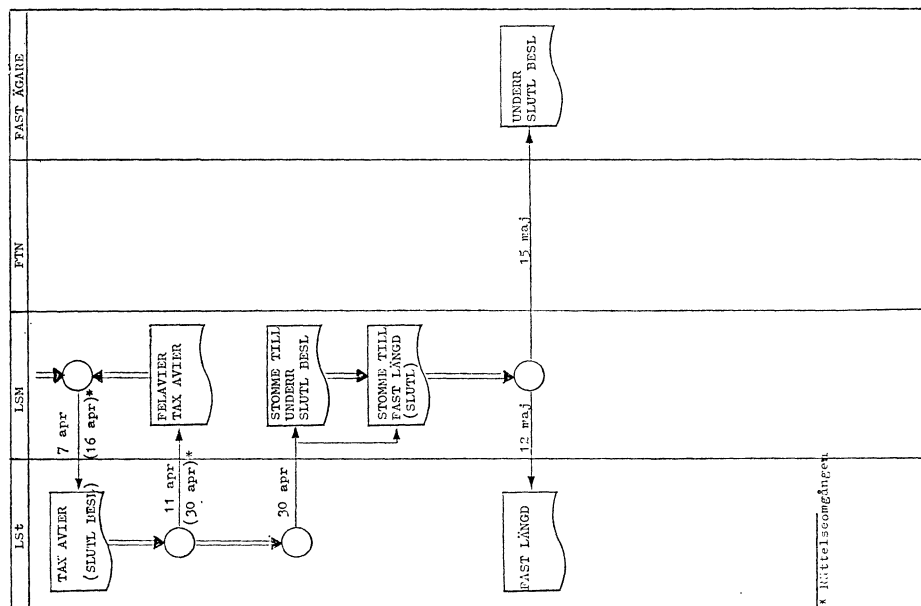 LSt
LSM
FTN
FAST ÄGARE
TAX AVIER
(SLUTL BESL)
7 apr
(16 apr)*
11 apr
(30 apr)*
FELAVIER
TAX AVIER
30 apr
STOMME TILL
UNDERR
SLUTL BESL
STOMME TILL
FAST LÄNGD
(SLUTL)
FAST LÄNGD
12 maj
15 maj
UNDERR
SLUTL BESL
* Rättelseomgången